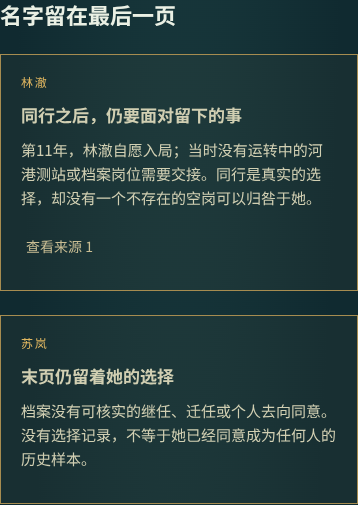 名字留在最后一页
林澈
同行之后，仍要面对留下的事
第11年，林澈自愿入局；当时没有运转中的河
港测站或档案岗位需要交接。同行是真实的选
择，却没有一个不存在的空岗可以归咎于她。
查看来源 1
苏岚
末页仍留着她的选择
档案没有可核实的继任、迁任或个人去向同意。
没有选择记录，不等于她已经同意成为任何人的
历史样本。